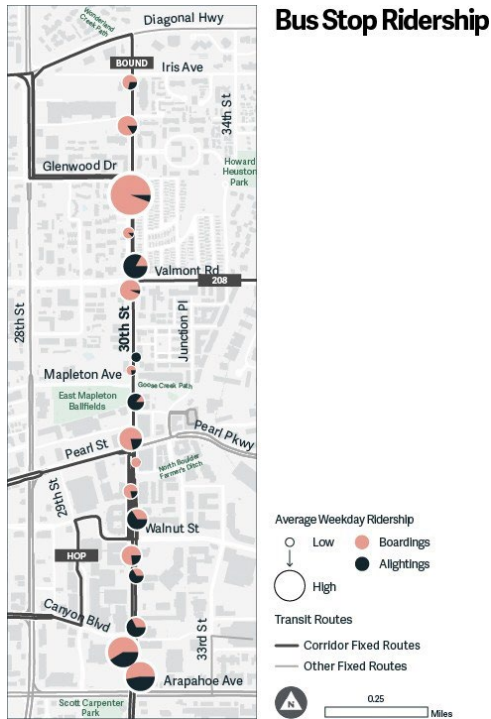 Bus Stop Ridership
Wonderland
Creek Path
Diagonal Hwy
BOUND
Iris Ave
34th St
Glenwood Dr
Howard
Heuston
Park
Valmont Rd
208
28th St
30th St
Junction Pl
Mapleton Ave
Goose Creek Path
East Mapleton
Ballfields
Pearl St
Pearl Pkwy
North Boulder
Farmer's Ditch
29th St
Walnut St
HOP
Canyon Blvd
33rd St
Arapahoe Ave
Scott Carpenter
Park
Average Weekday Ridership
Low
Boardings
Alightings
High
Transit Routes
Corridor Fixed Routes
Other Fixed Routes
N
0.25
Miles